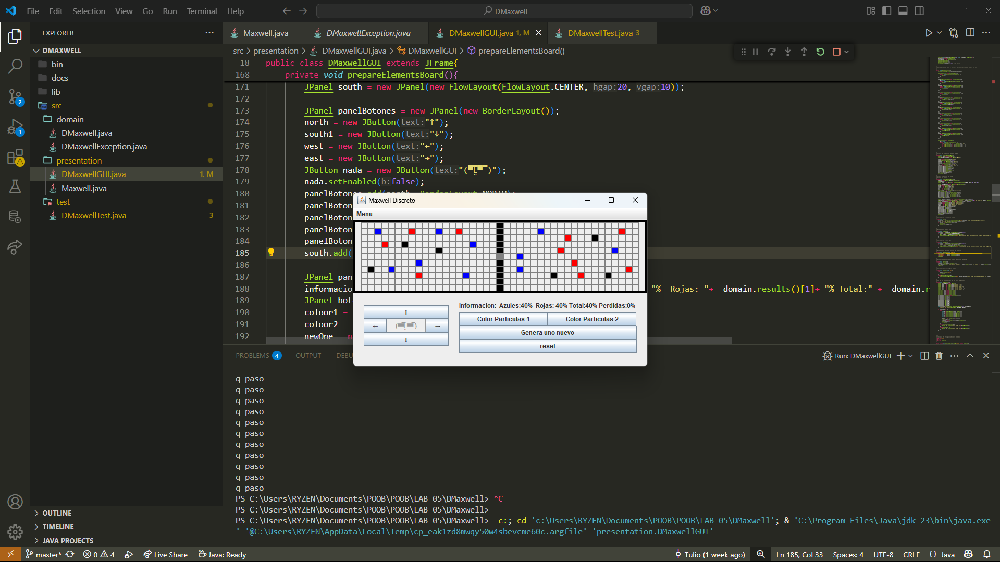 File Edit Selection View Go Run Terminal Help
DMaxwell
EXPLORER
DMAXWELL
bin
docs
lib
src
domain
DMaxwell.java
DMaxwellException.java
presentation
DMaxwellGUI.java 1, M
Maxwell.java
test
DMaxwellTest.java 3
OUTLINE
TIMELINE
JAVA PROJECTS
2
1
Maxwell.java DMaxwellException.java DMaxwellGUI.java 1, M DMaxwellTest.java 3
src > presentation > DMaxwellGUI.java > DMaxwellGUI > prepareElementsBoard()
18 public class DMaxwellGUI extends JFrame{
168 private void prepareElementsBoard(){
171 JPanel south = new JPanel(new FlowLayout(FlowLayout.CENTER, hgap:20, vgap:10));
172
173 JPanel panelBotones = new JPanel(new BorderLayout());
174 north = new JButton(text:"↑");
175 south1 = new JButton(text:"↓");
176 west = new JButton(text:"←");
177 east = new JButton(text:"→");
178 JButton nada = new JButton(text:"(▀̿Ĺ̯▀̿ ̿)");
179 nada.setEnabled(b:false);
180 panelBoto
181 panelBoton
182 panelBoton
183 panelBoton
184 panelBoton
185 south.add(
186
187 JPanel pan
188 informacio "% Rojas: "+ domain.results()[1]+ "% Total:" + domain.r
189 JPanel bot
190 coloor1 =
191 coloor2 =
192 newOne = n
Maxwell Discreto
Menu
Informacion: Azules:40% Rojas: 40% Total:40% Perdidas:0%
↑
← →
↓
Color Particulas 1 Color Particulas 2
Genera uno nuevo
reset
PROBLEMS 4 OUTPUT DEBU
Run: DMaxwellGUI
q paso
q paso
q paso
q paso
q paso
q paso
q paso
q paso
q paso
q paso
q paso
PS C:\Users\RYZEN\Documents\POOB\POOB\LAB 05\DMaxwell> ^C
PS C:\Users\RYZEN\Documents\POOB\POOB\LAB 05\DMaxwell>
PS C:\Users\RYZEN\Documents\POOB\POOB\LAB 05\DMaxwell> c:; cd 'c:\Users\RYZEN\Documents\POOB\POOB\LAB 05\DMaxwell'; & 'C:\Program Files\Java\jdk-23\bin\java.exe
' '@C:\Users\RYZEN\AppData\Local\Temp\cp_eak1zd8mwqy50w4sbevcme60c.argfile' 'presentation.DMaxwellGUI'
master* 0 4 Live Share Java: Ready Tulio (1 week ago) Ln 185, Col 33 Spaces: 4 UTF-8 CRLF {} Java